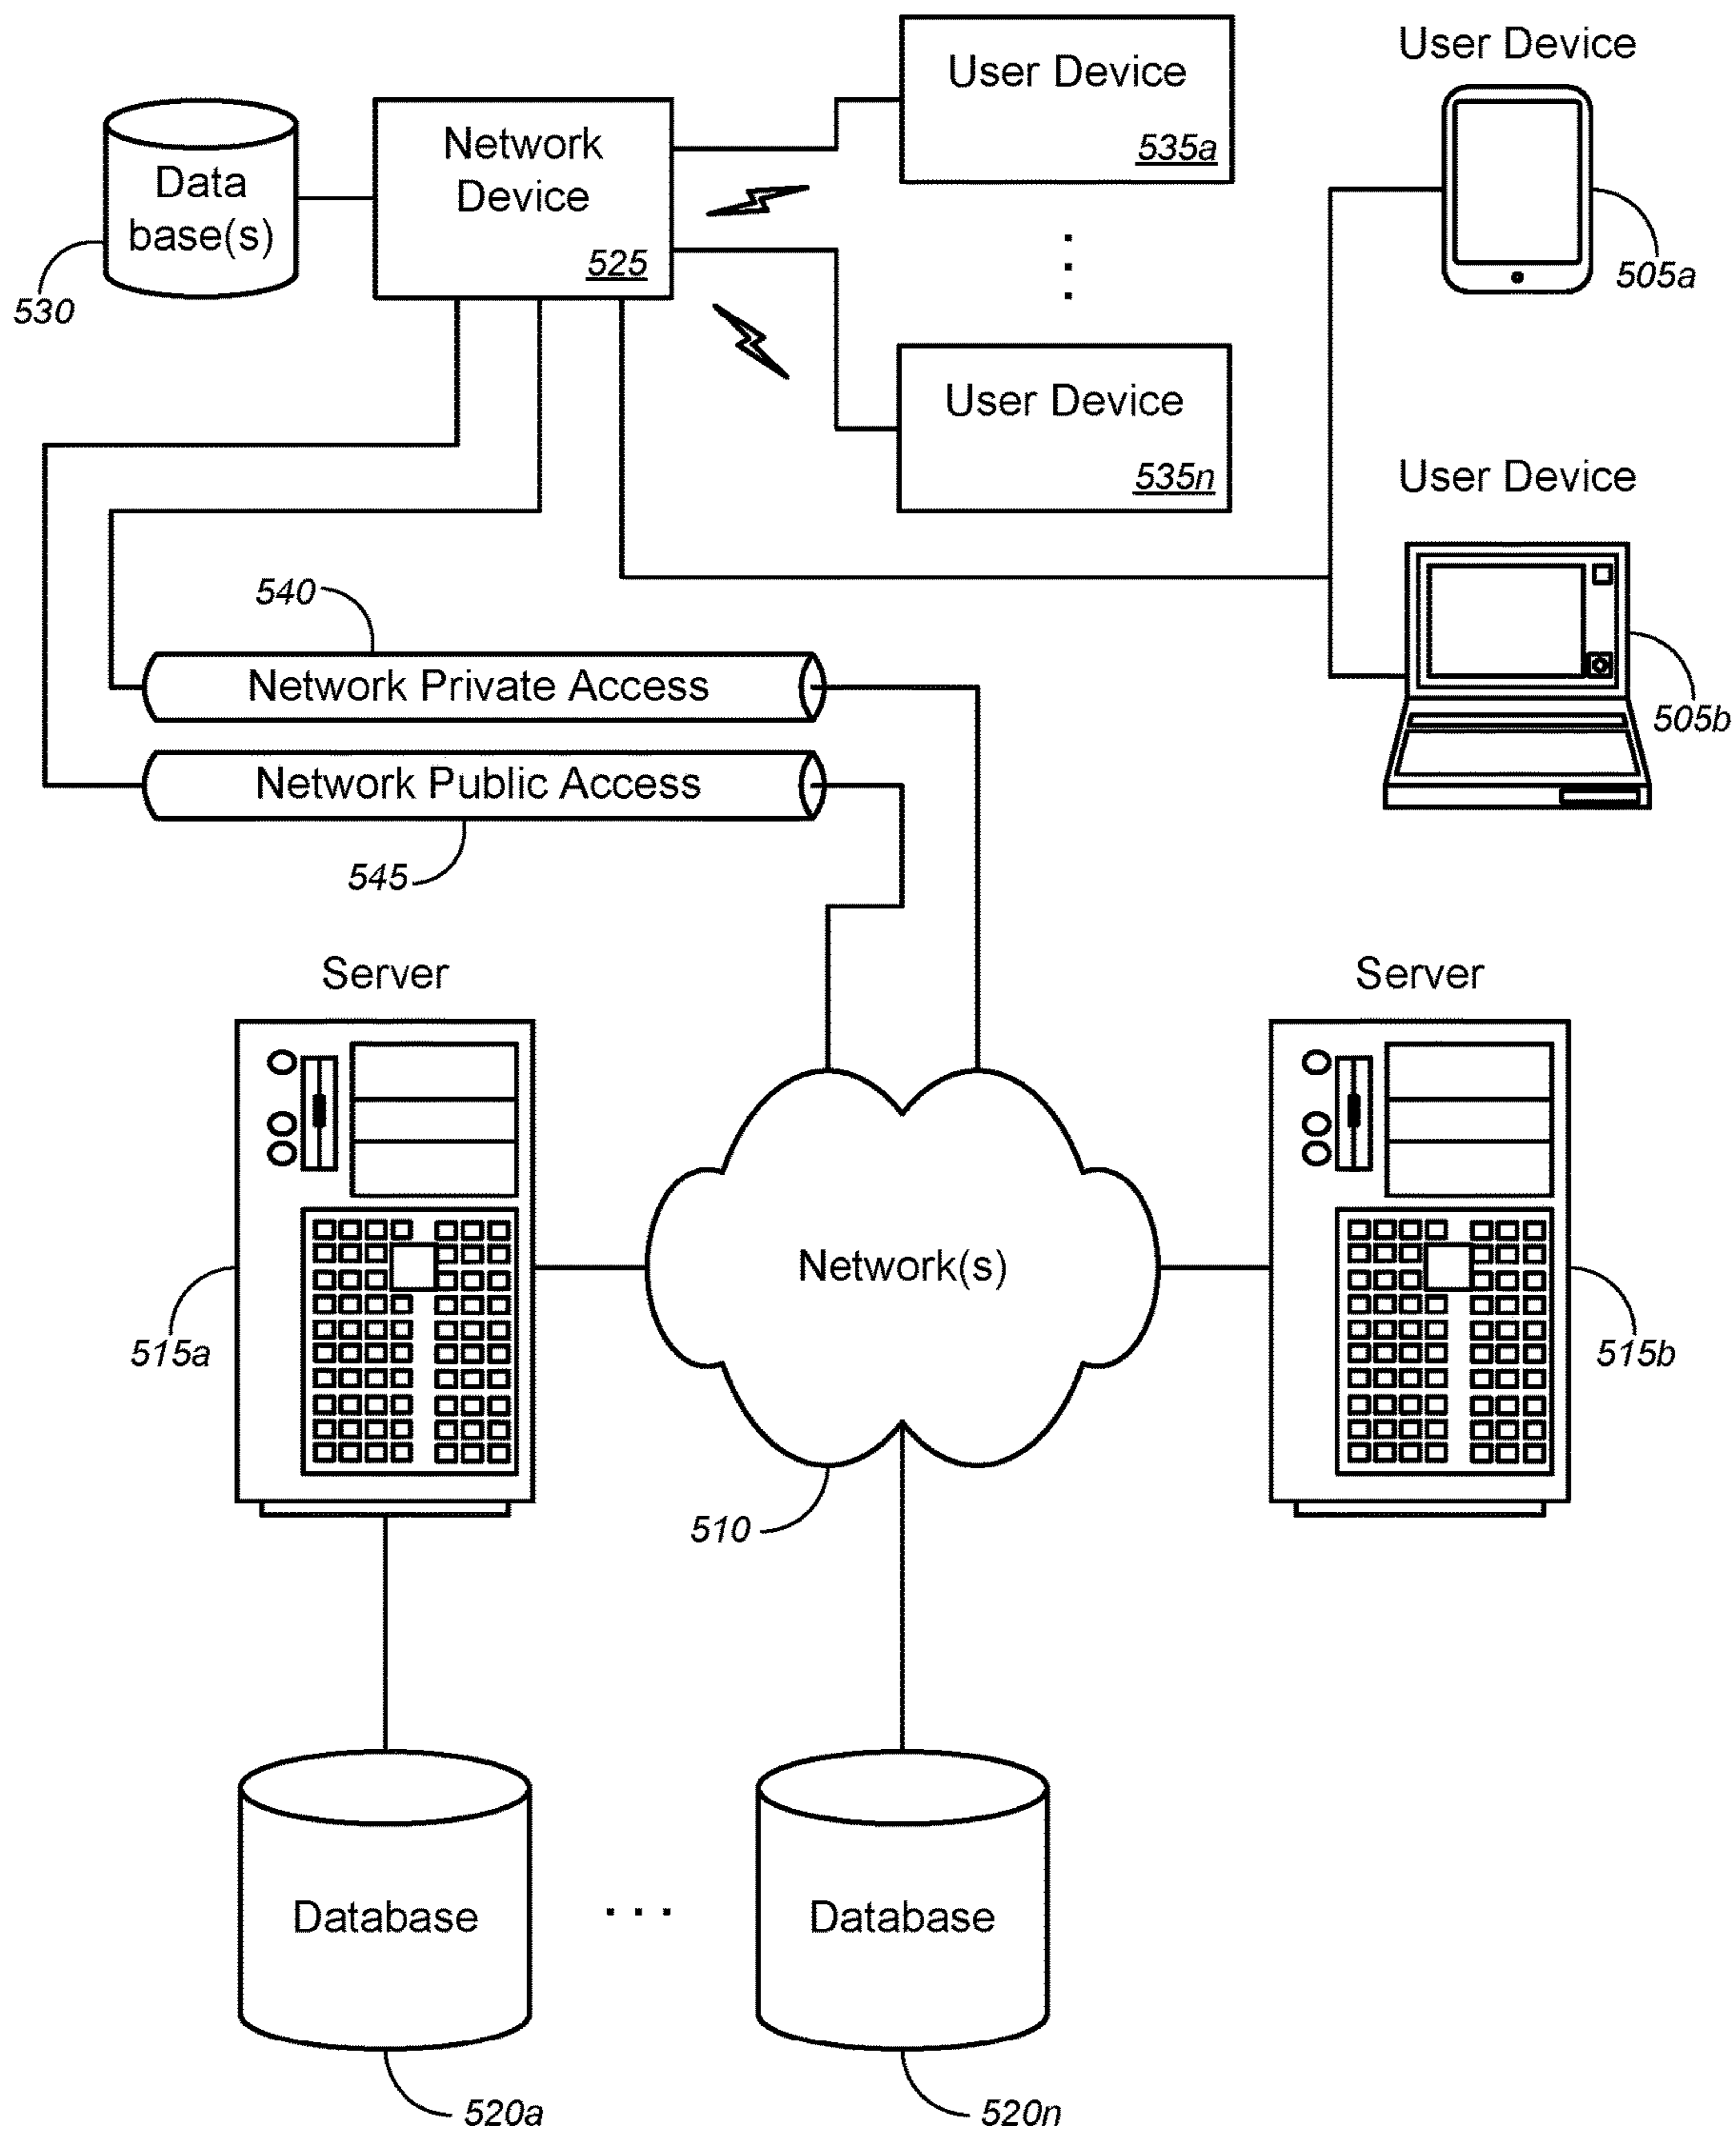 User Device
535a
User Device
505a
Network
Device
525
Data
base(s)
530
. . .
User Device
535n
User Device
505b
540
Network Private Access
Network Public Access
545
Server
515a
Server
515b
Network(s)
510
Database
520a
. . .
Database
520n